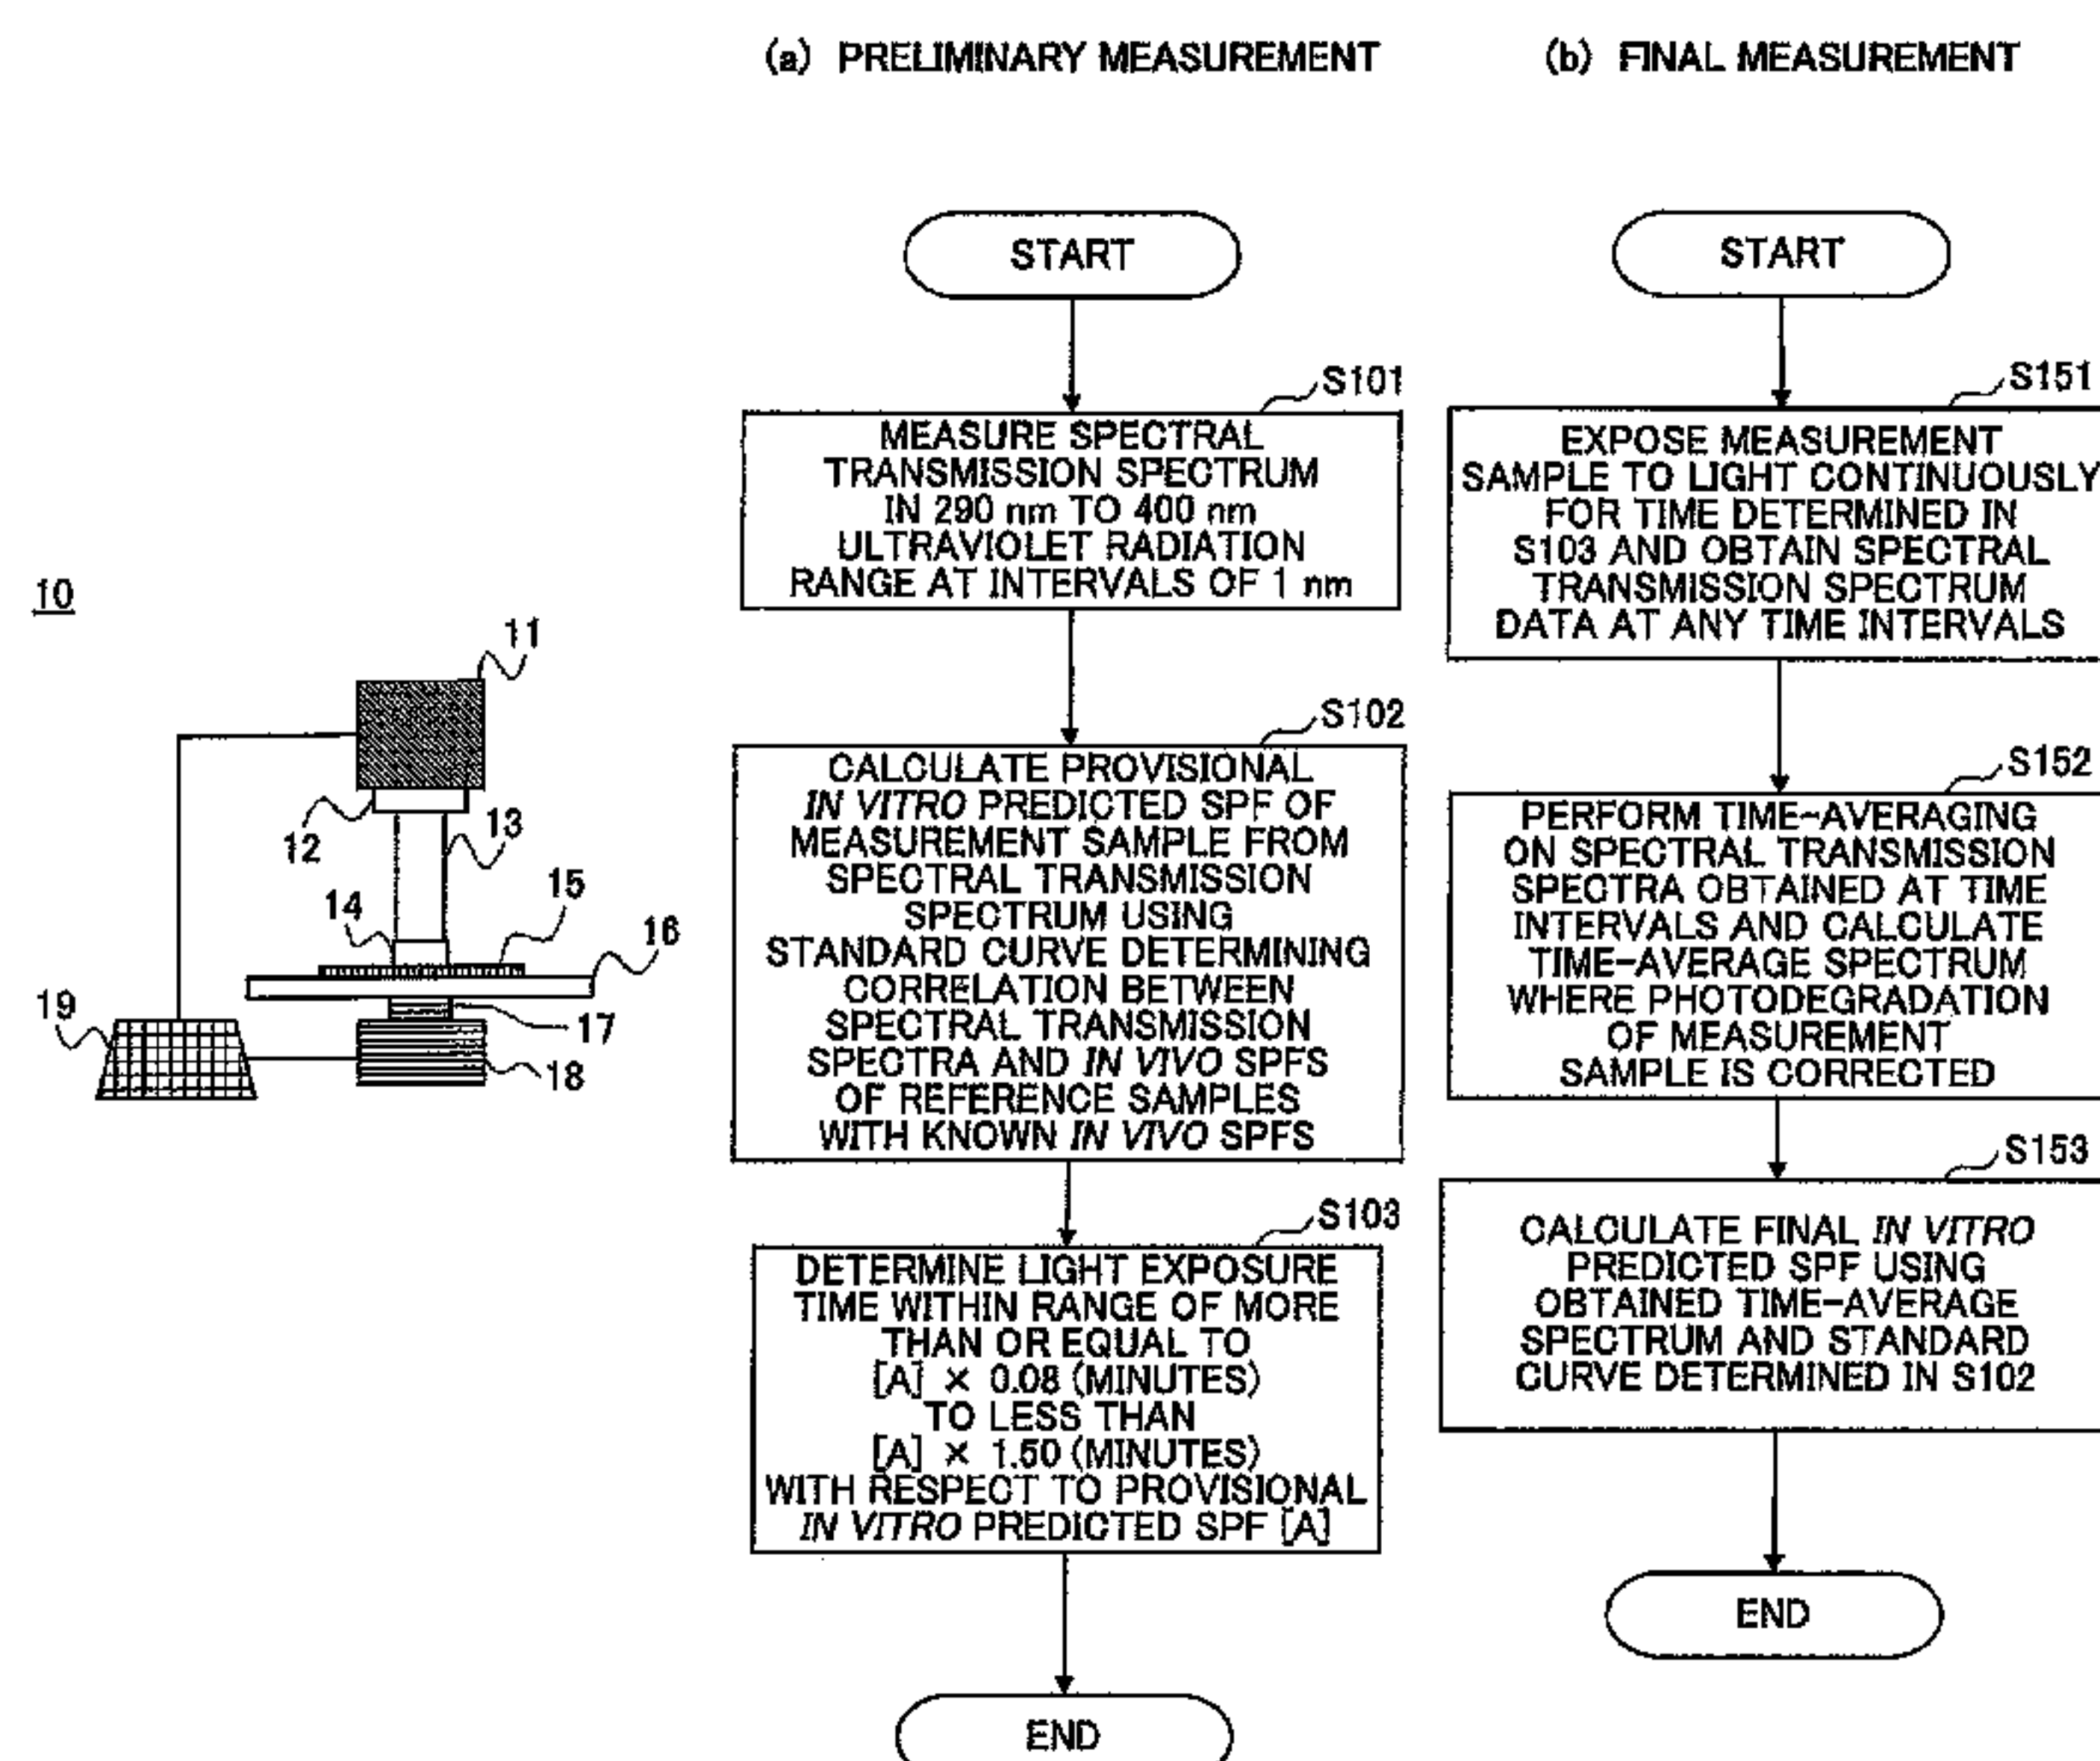 (a) PRELIMINARY MEASUREMENT
(b) FINAL MEASUREMENT
10
11
12
13
14
15
16
17
18
19
START
S101
MEASURE SPECTRAL
TRANSMISSION SPECTRUM
IN 290 nm TO 400 nm
ULTRAVIOLET RADIATION
RANGE AT INTERVALS OF 1 nm
S102
CALCULATE PROVISIONAL
IN VITRO PREDICTED SPF OF
MEASUREMENT SAMPLE FROM
SPECTRAL TRANSMISSION
SPECTRUM USING
STANDARD CURVE DETERMINING
CORRELATION BETWEEN
SPECTRAL TRANSMISSION
SPECTRA AND IN VIVO SPFS
OF REFERENCE SAMPLES
WITH KNOWN IN VIVO SPFS
S103
DETERMINE LIGHT EXPOSURE
TIME WITHIN RANGE OF MORE
THAN OR EQUAL TO
[A] × 0.08 (MINUTES)
TO LESS THAN
[A] × 1.50 (MINUTES)
WITH RESPECT TO PROVISIONAL
IN VITRO PREDICTED SPF [A]
END
START
S151
EXPOSE MEASUREMENT
SAMPLE TO LIGHT CONTINUOUSLY
FOR TIME DETERMINED IN
S103 AND OBTAIN SPECTRAL
TRANSMISSION SPECTRUM
DATA AT ANY TIME INTERVALS
S152
PERFORM TIME-AVERAGING
ON SPECTRAL TRANSMISSION
SPECTRA OBTAINED AT TIME
INTERVALS AND CALCULATE
TIME-AVERAGE SPECTRUM
WHERE PHOTODEGRADATION
OF MEASUREMENT
SAMPLE IS CORRECTED
S153
CALCULATE FINAL IN VITRO
PREDICTED SPF USING
OBTAINED TIME-AVERAGE
SPECTRUM AND STANDARD
CURVE DETERMINED IN S102
END